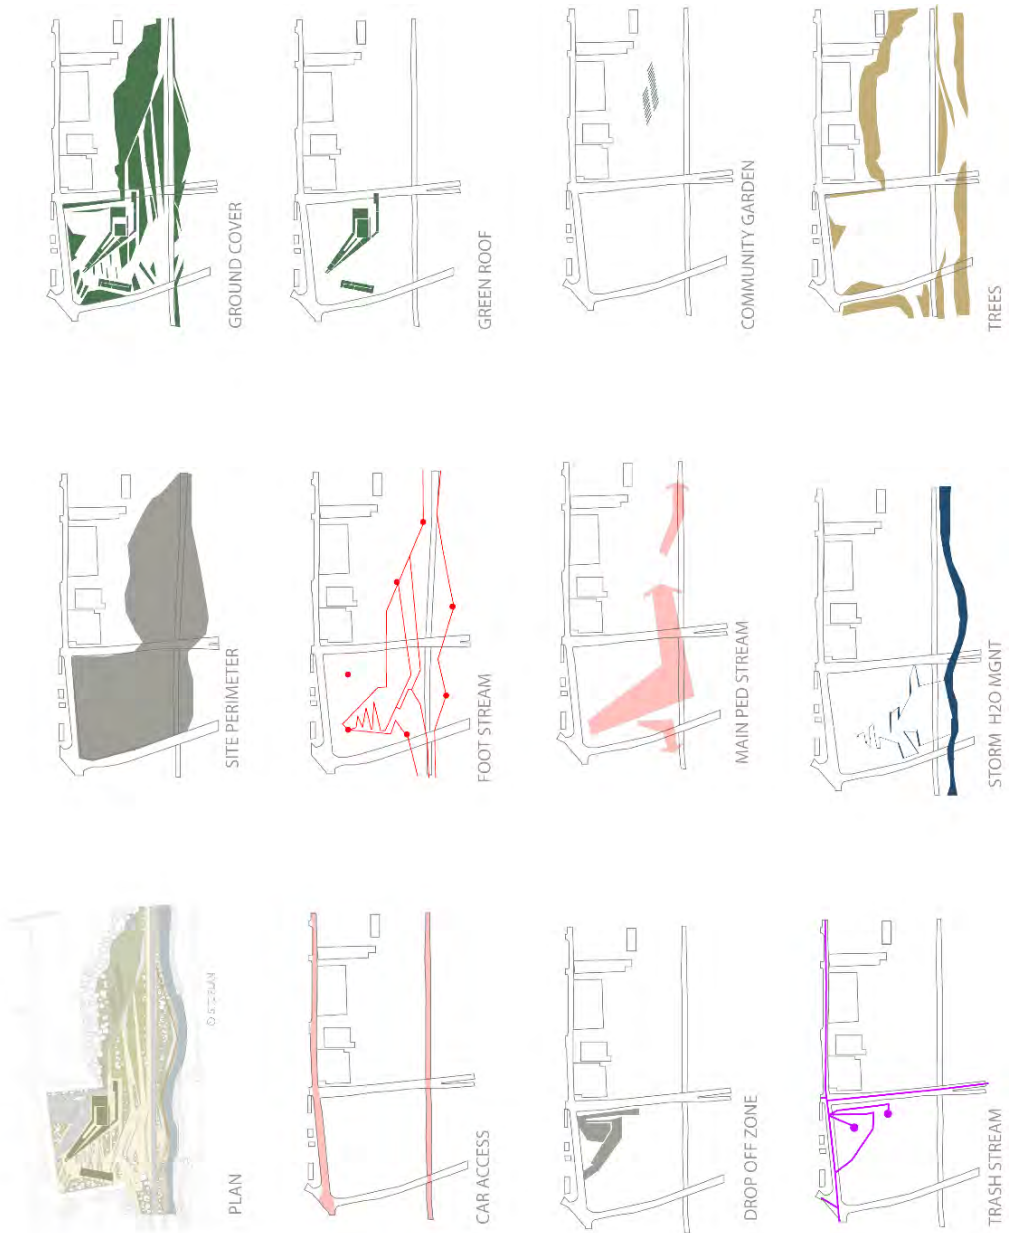 PLAN
SITE PERIMETER
GROUND COVER
CAR ACCESS
FOOT STREAM
GREEN ROOF
DROP OFF ZONE
MAIN PED STREAM
COMMUNITY GARDEN
TRASH STREAM
STORM H2O MGNT
TREES